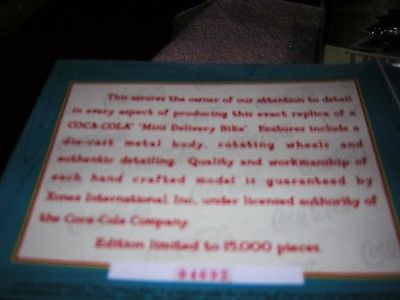 This assures the owner of our attention to detail
in every aspect of producing this exact replica of a
COCA-COLA® "Mini Delivery Bike". Features include a
die-cast metal body, rotating wheels and
authentic detailing. Quality and workmanship of
each hand crafted model is guaranteed by
Xonex International, Inc., under licensed authority of
the Coca-Cola Company.
Edition limited to 15,000 pieces.
04692